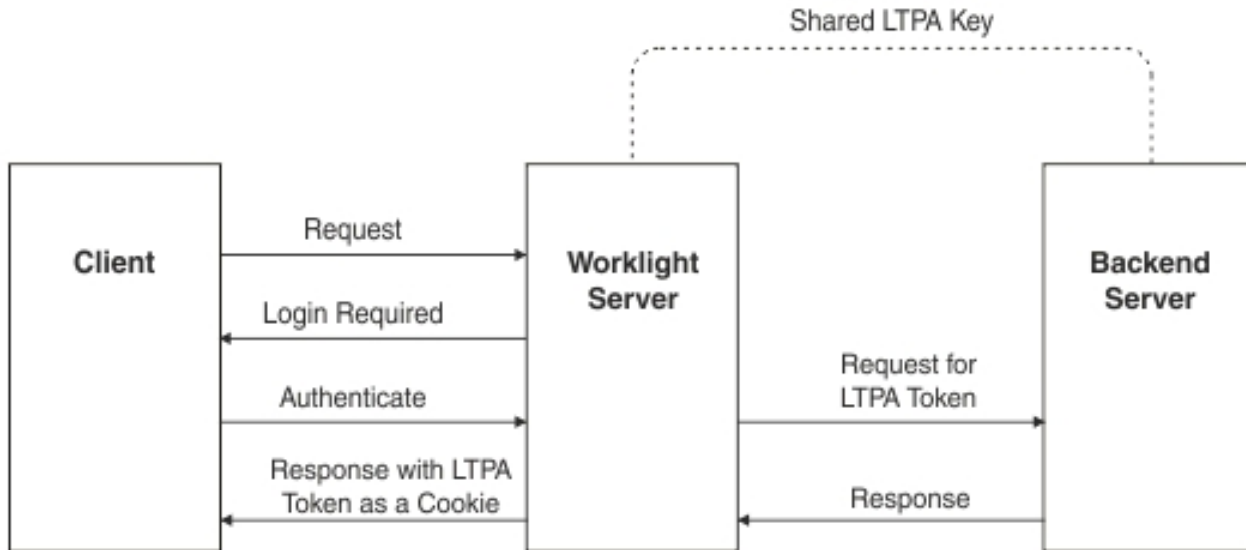 Shared LTPA Key
Client
Worklight
Server
Backend
Server
Request
Login Required
Authenticate
Request for
LTPA Token
Response with LTPA
Token as a Cookie
Response